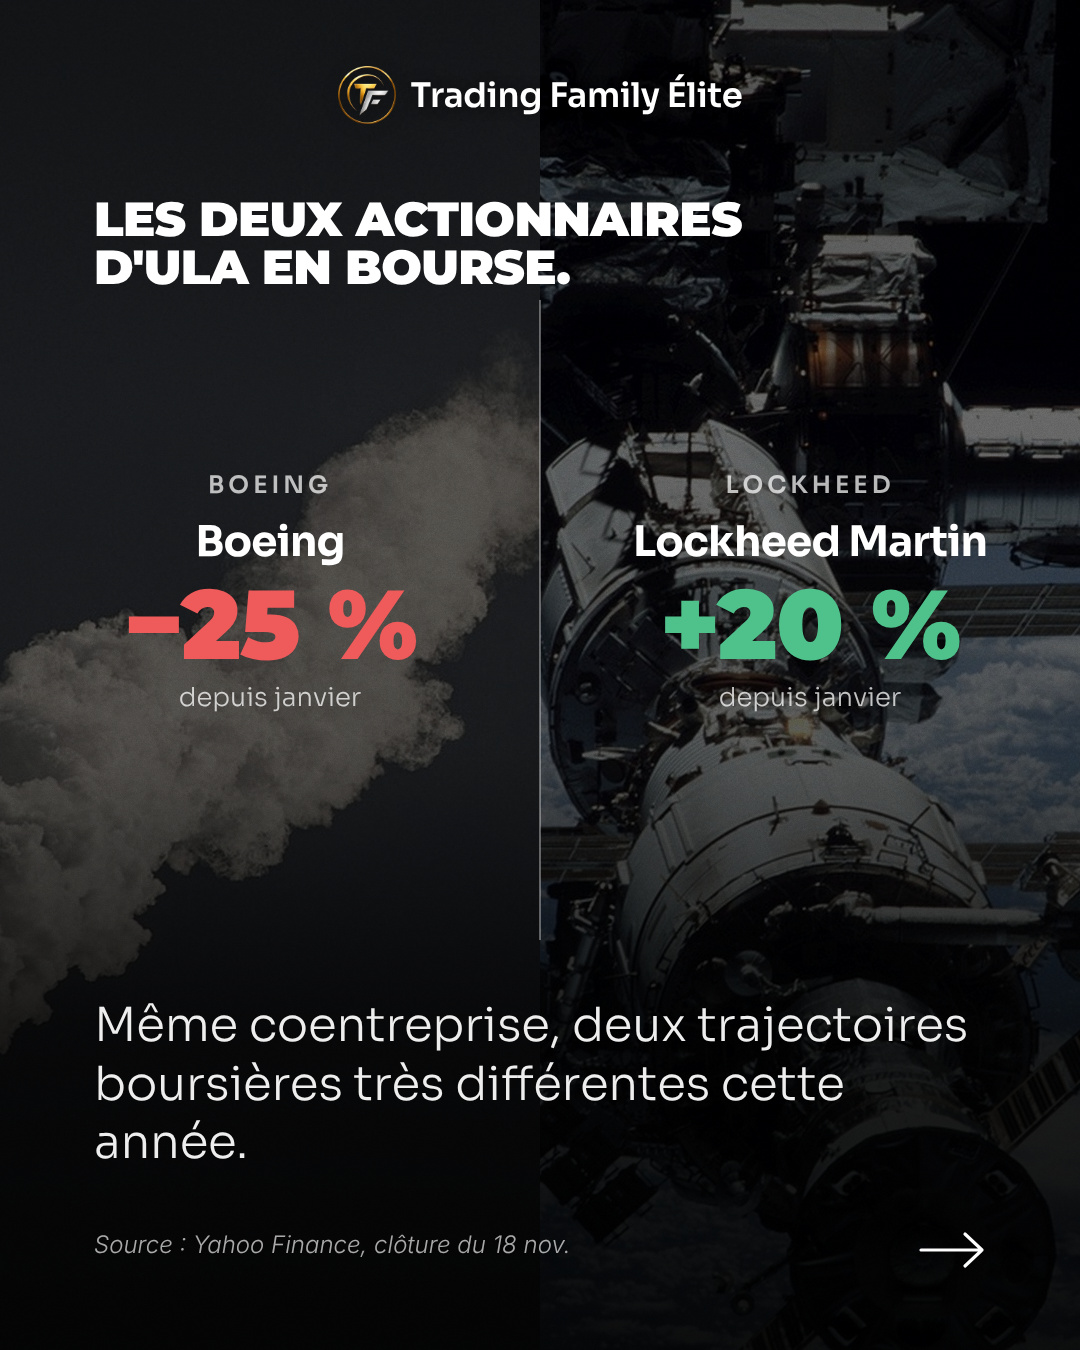 TF Trading Family Élite
LES DEUX ACTIONNAIRES
D'ULA EN BOURSE.
BOEING
Boeing
−25 %
depuis janvier
LOCKHEED
Lockheed Martin
+20 %
depuis janvier
Même coentreprise, deux trajectoires
boursières très différentes cette
année.
Source : Yahoo Finance, clôture du 18 nov.